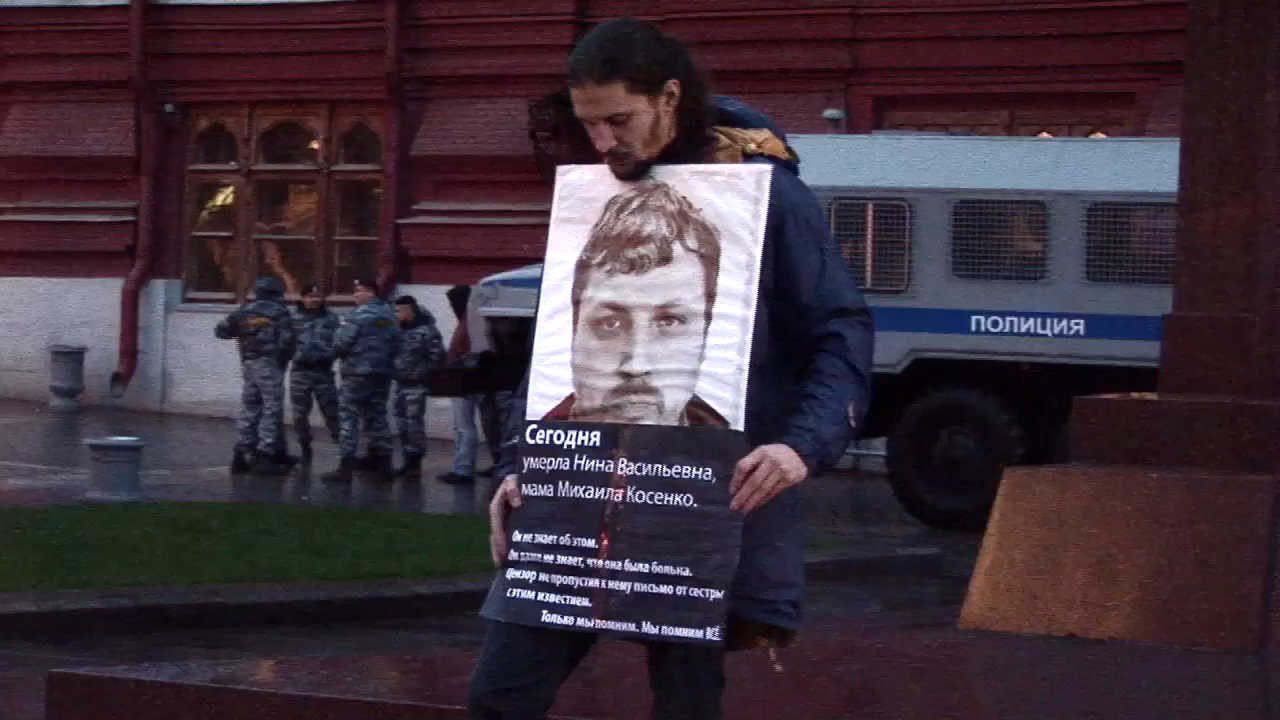 ПОЛИЦИЯ
Сегодня
умерла Нина Васильевна,
мама Михаила Косенко.
Он не знает об этом.
Он даже не знает, что она была больна.
Цензор не пропустил к нему письмо от сестры
с этим известием.
Только мы помним. Мы помним ВСЁ.